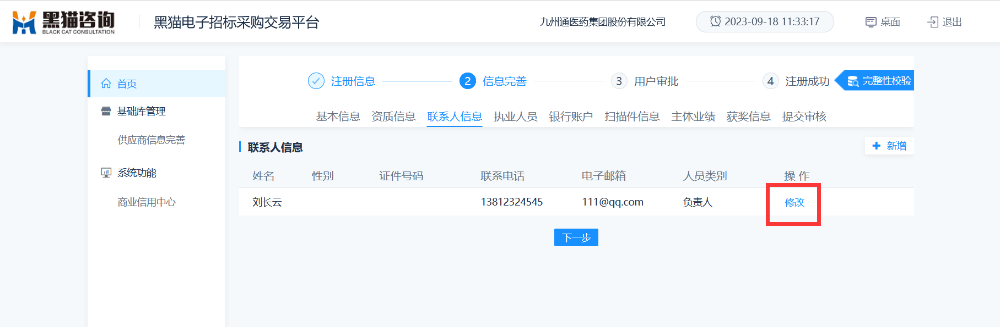 黑猫咨询
BLACK CAT CONSULTATION
黑猫电子招标采购交易平台
九州通医药集团股份有限公司
2023-09-18 11:33:17
桌面
退出
首页
基础库管理
供应商信息完善
系统功能
商业信用中心
注册信息 2 信息完善 3 用户审批 4 注册成功 完整性校验
基本信息 资质信息 联系人信息 执业人员 银行账户 扫描件信息 主体业绩 获奖信息 提交审核
联系人信息
新增
姓名 性别 证件号码 联系电话 电子邮箱 人员类别 操 作
刘长云 13812324545 111@qq.com 负责人 修改
下一步